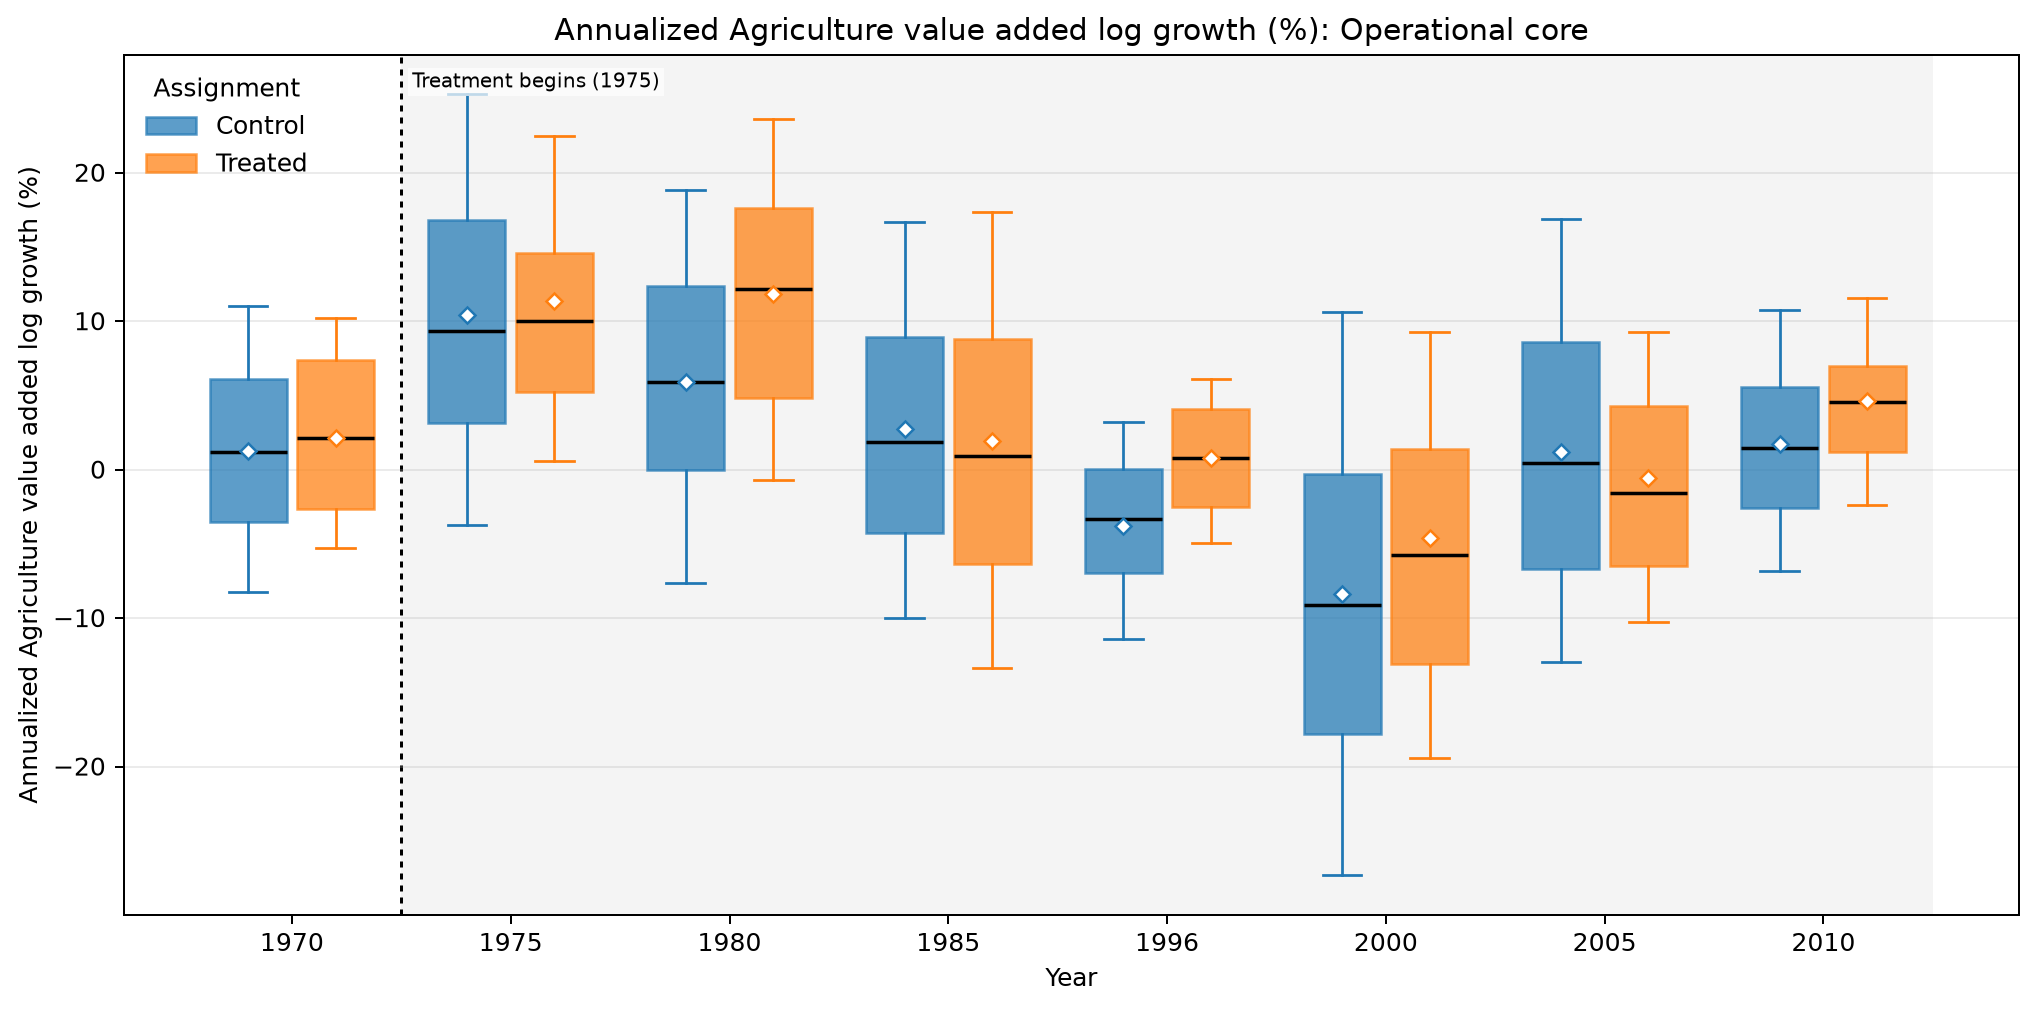 Annualized Agriculture value added log growth (%): Operational core
Treatment begins (1975)
Assignment
Control
Treated
Annualized Agriculture value added log growth (%)
20
10
0
−10
−20
1970
1975
1980
1985
1996
2000
2005
2010
Year